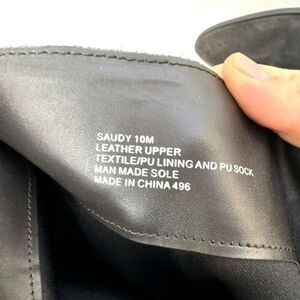 SAUDY 10M
LEATHER UPPER
TEXTILE/PU LINING AND PU SOCK
MAN MADE SOLE
MADE IN CHINA 496